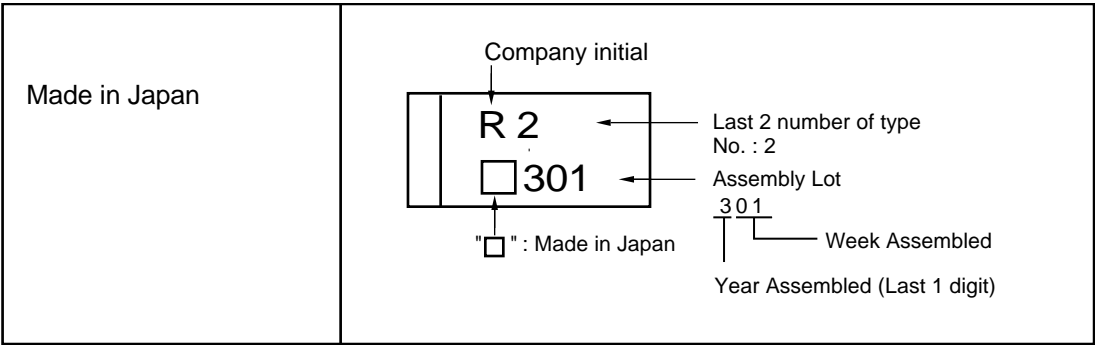 Made in Japan
Company initial
R 2
□301
Last 2 number of type
No. : 2
Assembly Lot
301
Week Assembled
Year Assembled (Last 1 digit)
"□" : Made in Japan